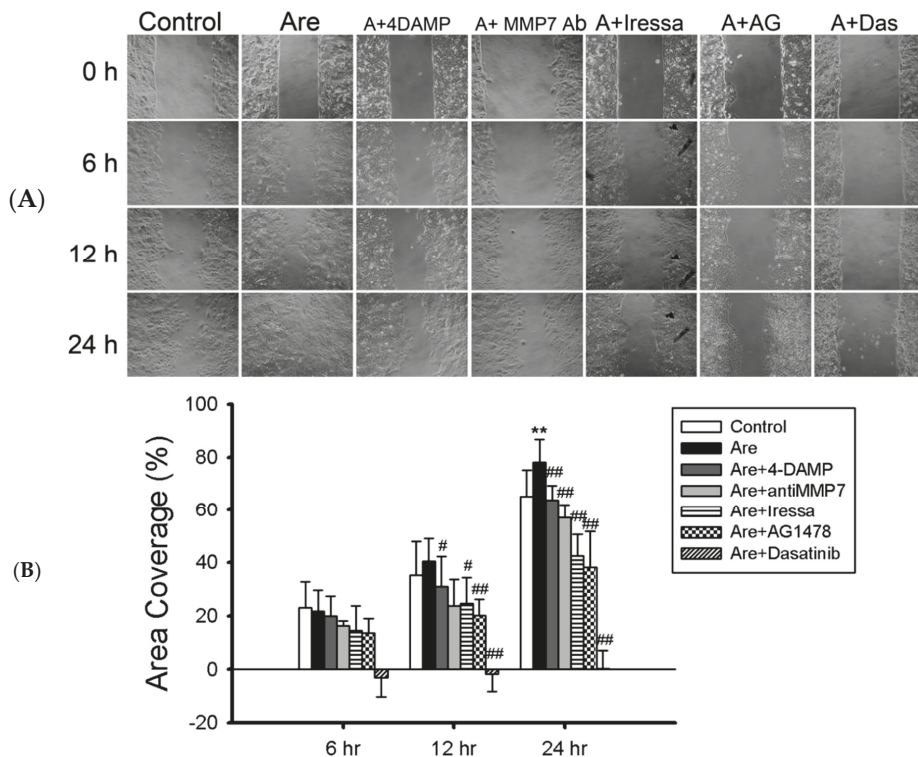 Control Are A+4DAMP A+ MMP7 Ab A+Iressa A+AG A+Das
0 h
6 h
(A)
12 h
24 h
(B)
Area Coverage (%)
100
80
60
40
20
0
-20
**
##
##
##
##
##
#
#
##
##
6 hr 12 hr 24 hr
Control
Are
Are+4-DAMP
Are+antiMMP7
Are+Iressa
Are+AG1478
Are+Dasatinib